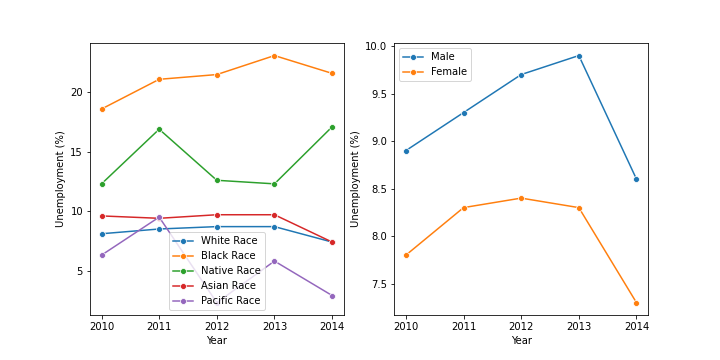 Unemployment (%)
20
15
10
5
White Race
Black Race
Native Race
Asian Race
Pacific Race
2010 2011 2012 2013 2014
Year
Unemployment (%)
10.0
9.5
9.0
8.5
8.0
7.5
Male
Female
2010 2011 2012 2013 2014
Year